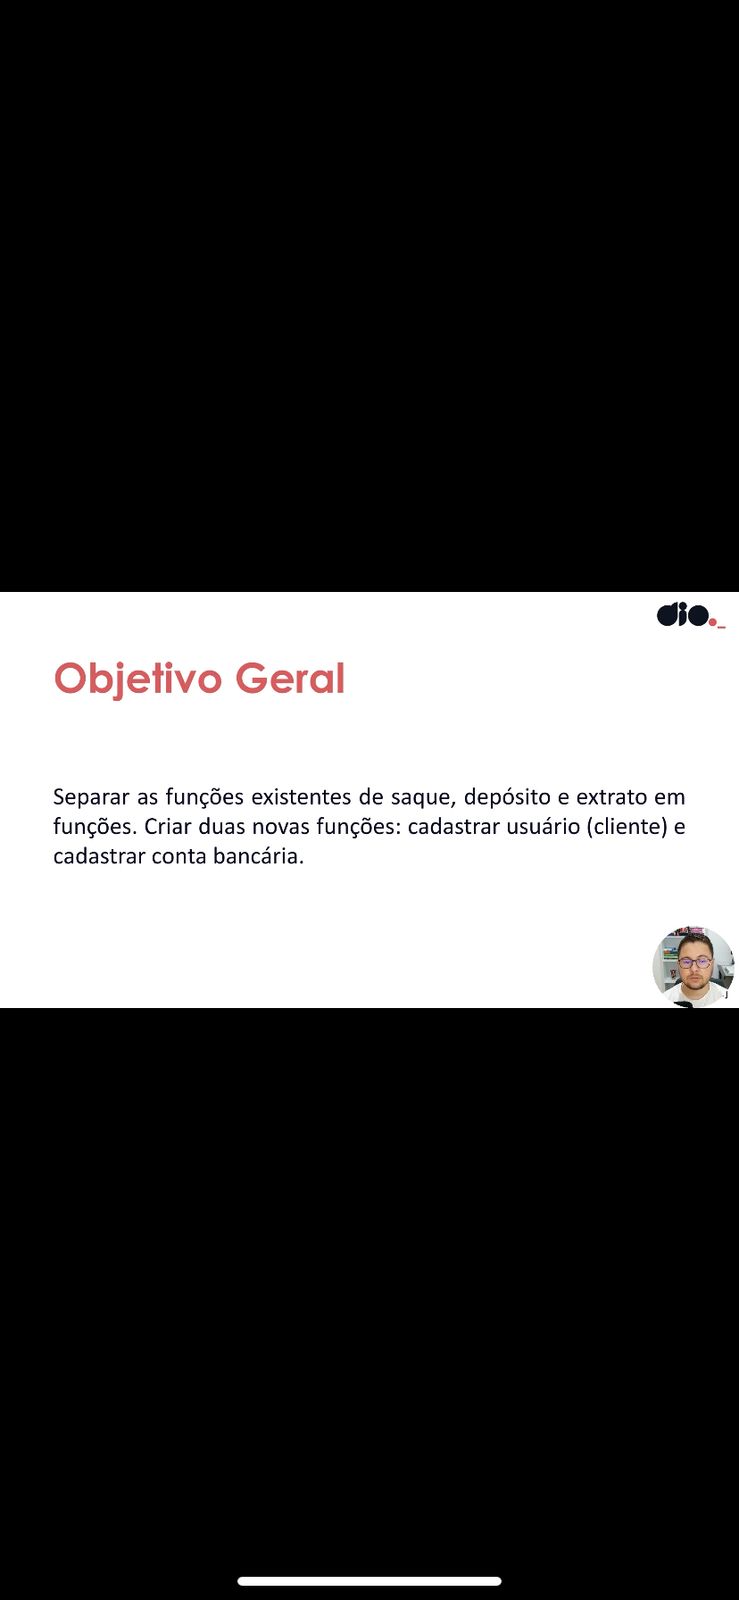 dio._
Objetivo Geral
Separar as funções existentes de saque, depósito e extrato em
funções. Criar duas novas funções: cadastrar usuário (cliente) e
cadastrar conta bancária.